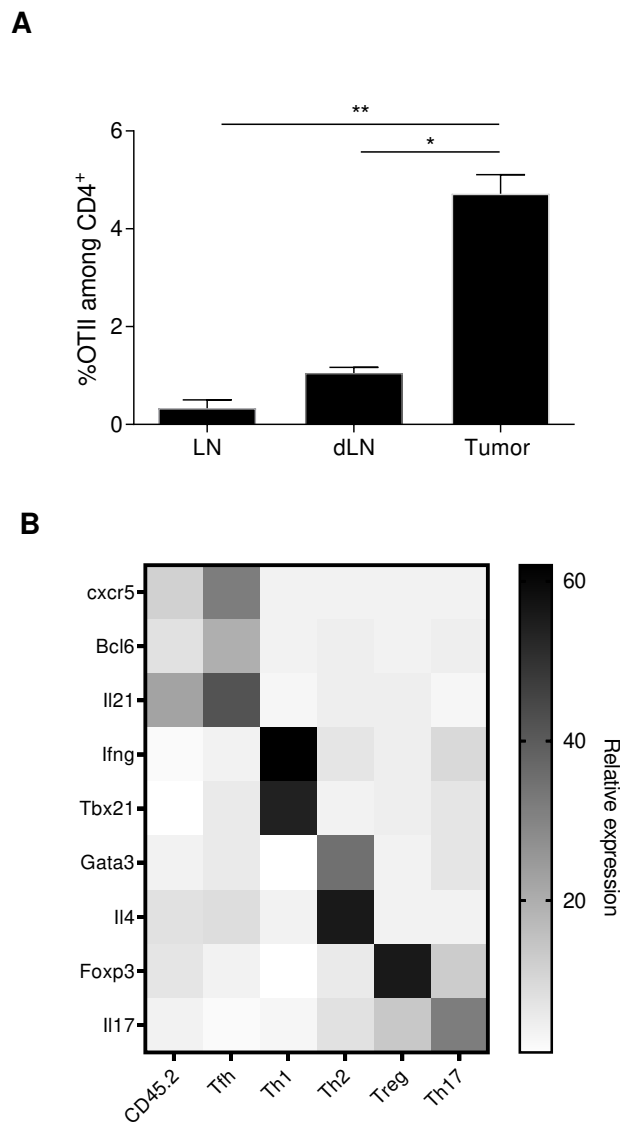 A
**
*
%OTII among CD4⁺
6
4
2
0
LN dLN Tumor
B
cxcr5
Bcl6
Il21
Ifng
Tbx21
Gata3
Il4
Foxp3
Il17
CD45.2 Tfh Th1 Th2 Treg Th17
60
40
20
Relative expression